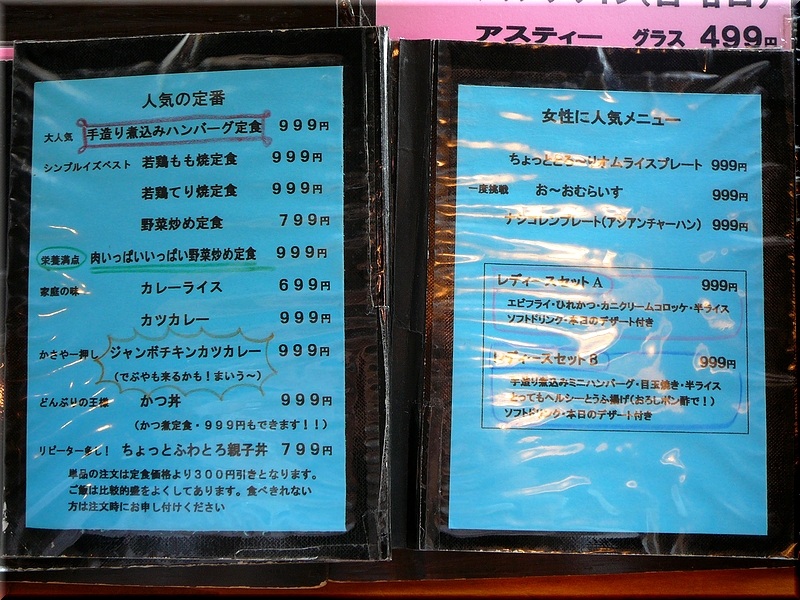 アスティー グラス 499円
人気の定番
大人気 手造り煮込みハンバーグ定食 999円
シンプルイズベスト 若鶏もも焼定食 999円
若鶏てり焼定食 999円
野菜炒め定食 799円
栄養満点 肉いっぱいいっぱい野菜炒め定食 999円
家庭の味 カレーライス 699円
カツカレー 999円
かさや一押し ジャンボチキンカツカレー 999円
(でぶやも来るかも!まいう〜)
どんぶりの王様 かつ丼 999円
(かつ煮定食・999円もできます!!)
リピーター多し! ちょっとふわとろ親子丼 799円
単品の注文は定食価格より300円引きとなります。
ご飯は比較的盛をよくしてあります。食べきれない
方は注文時にお申し付けください
女性に人気メニュー
ちょっととろ〜りオムライスプレート 999円
一度挑戦 お〜おむらいす 999円
ナシゴレンプレート(アジアンチャーハン) 999円
レディースセットA 999円
エビフライ・ひれかつ・カニクリームコロッケ・半ライス
ソフトドリンク・本日のデザート付き
レディースセットB 999円
手造り煮込みミニハンバーグ・目玉焼き・半ライス
とってもヘルシーとうふ揚げ(おろしポン酢で!)
ソフトドリンク・本日のデザート付き